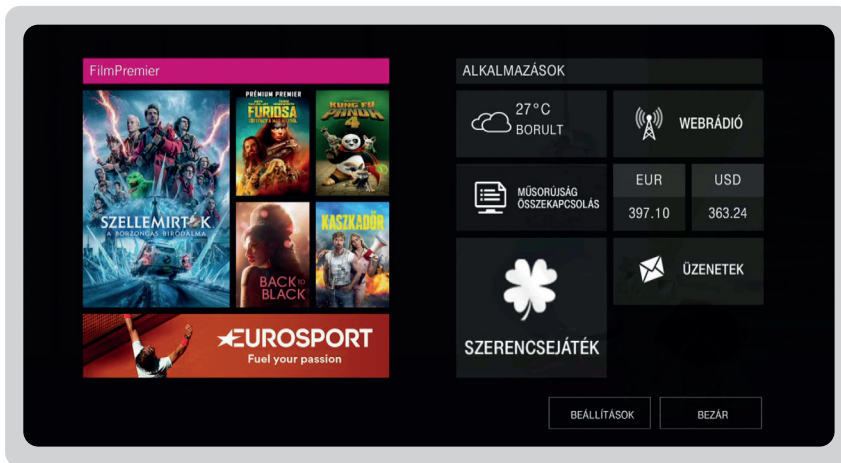 FilmPremier
SZELLEMIRTÓK
A BORZONGÁS BIRODALMA
PRÉMIUM PREMIER
FURIOSA
KUNG FU
PANDA
4
BACK TO
BLACK
KASZKADŐR
EUROSPORT
Fuel your passion
ALKALMAZÁSOK
27°C
BORULT
WEBRÁDIÓ
MŰSORÚJSÁG
ÖSSZEKAPCSOLÁS
EUR
USD
397.10
363.24
SZERENCSEJÁTÉK
ÜZENETEK
BEÁLLÍTÁSOK
BEZÁR